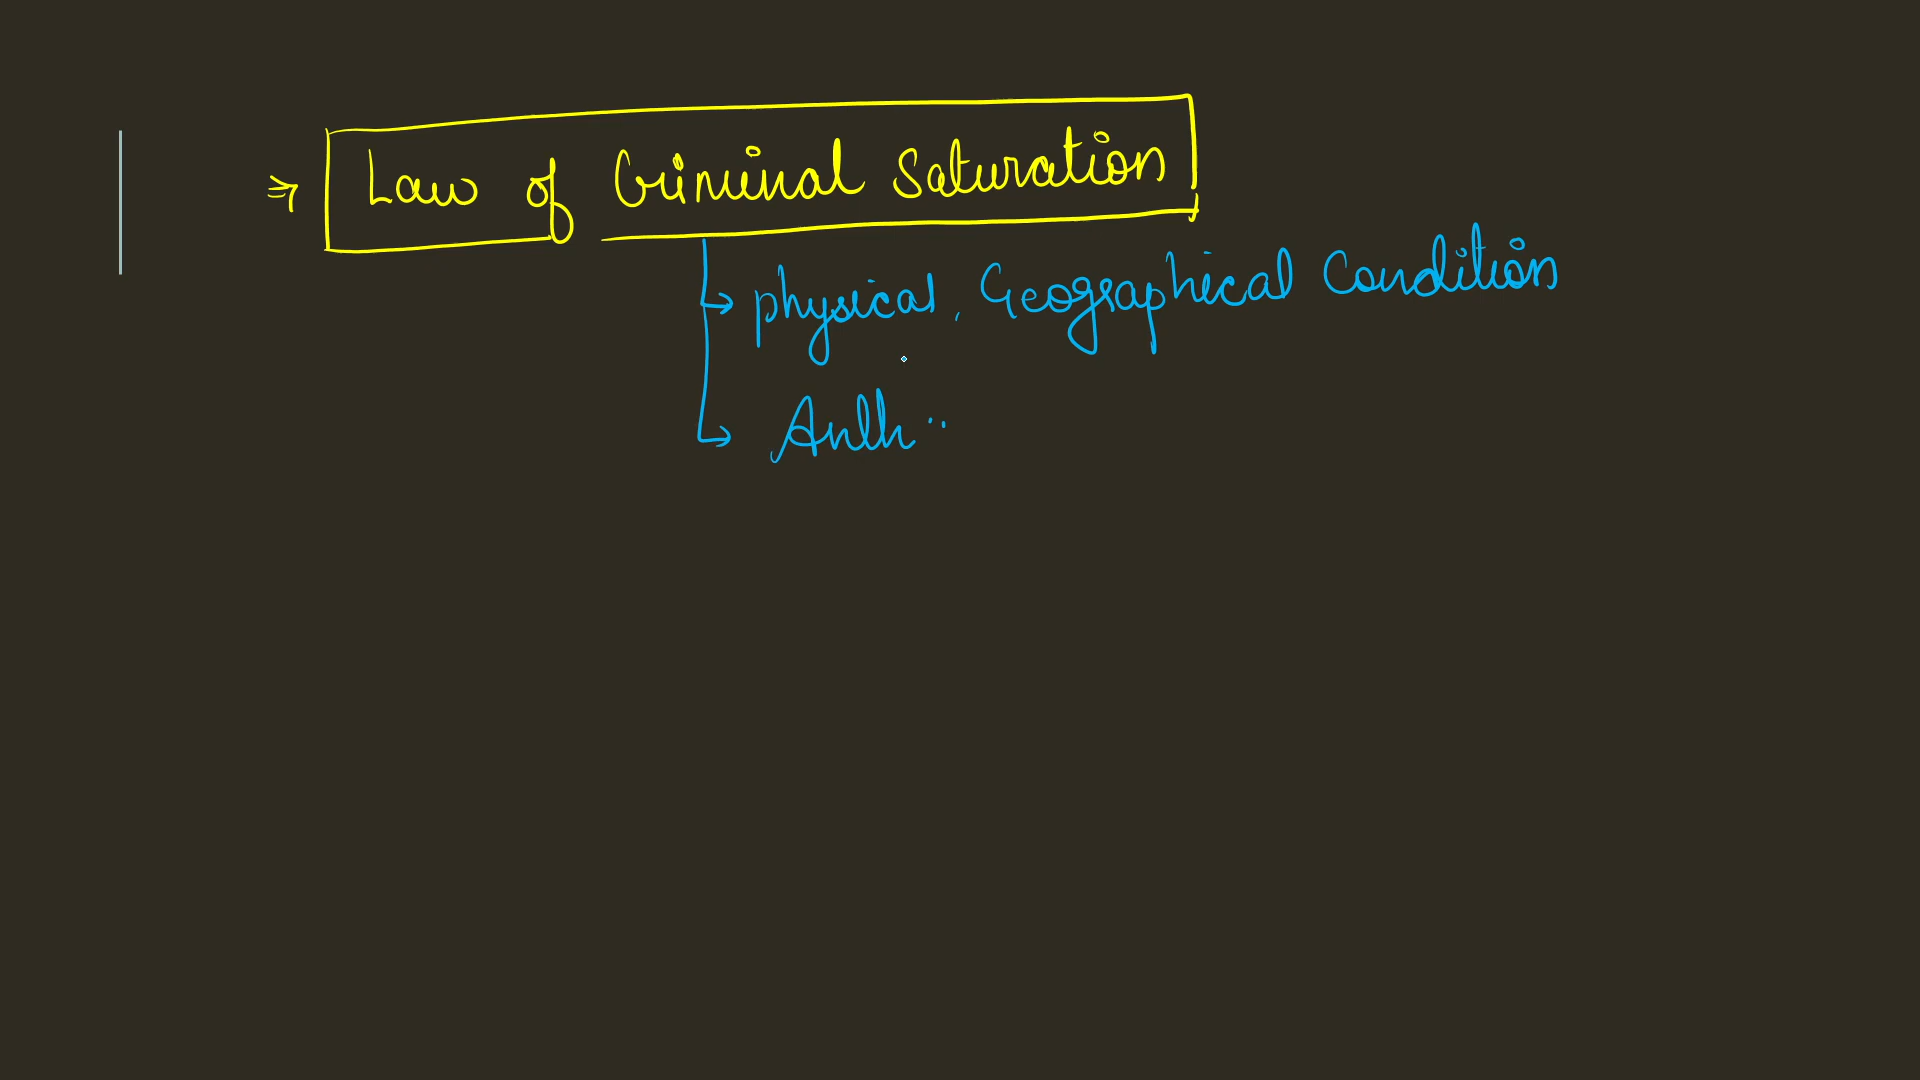 ⇒ Law of Criminal Saturation
→ physical, Geographical Condition
→ Anth..